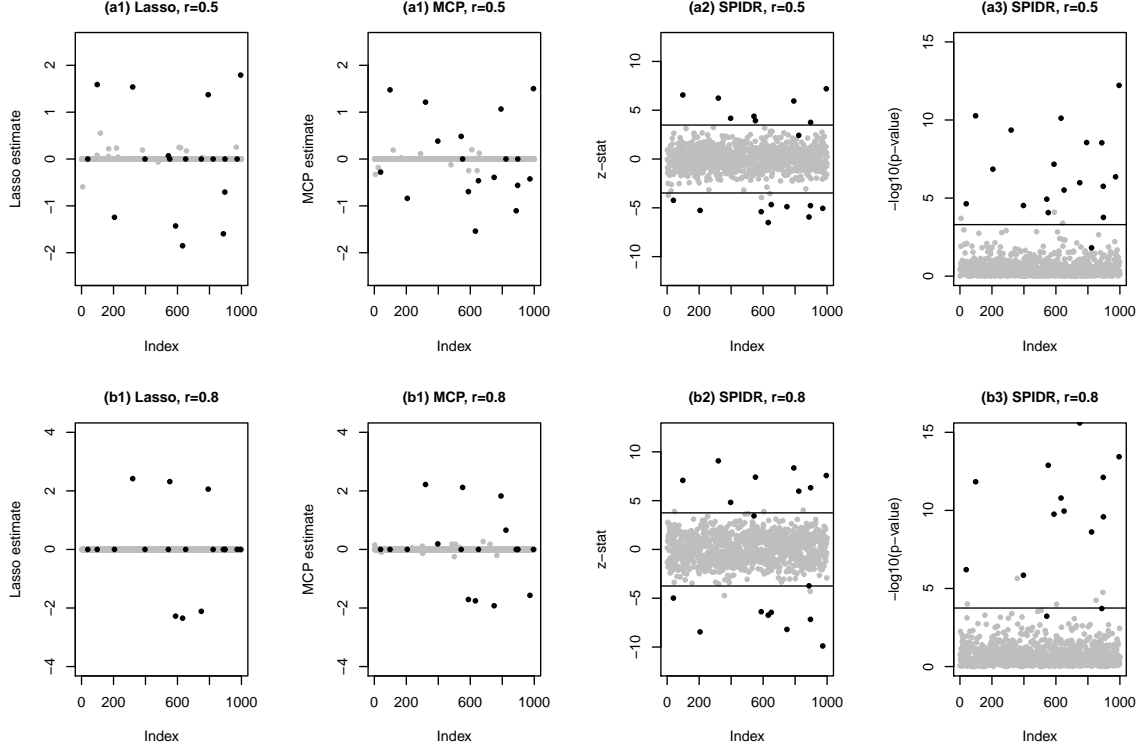 (a1) Lasso, r=0.5
Lasso estimate
2
1
0
−1
−2
0 200 600 1000
Index
(a1) MCP, r=0.5
MCP estimate
2
1
0
−1
−2
0 200 600 1000
Index
(a2) SPIDR, r=0.5
z−stat
10
5
0
−5
−10
0 200 600 1000
Index
(a3) SPIDR, r=0.5
−log10(p−value)
15
10
5
0
0 200 600 1000
Index
(b1) Lasso, r=0.8
Lasso estimate
4
2
0
−2
−4
0 200 600 1000
Index
(b1) MCP, r=0.8
MCP estimate
4
2
0
−2
−4
0 200 600 1000
Index
(b2) SPIDR, r=0.8
z−stat
10
5
0
−5
−10
0 200 600 1000
Index
(b3) SPIDR, r=0.8
−log10(p−value)
15
10
5
0
0 200 600 1000
Index